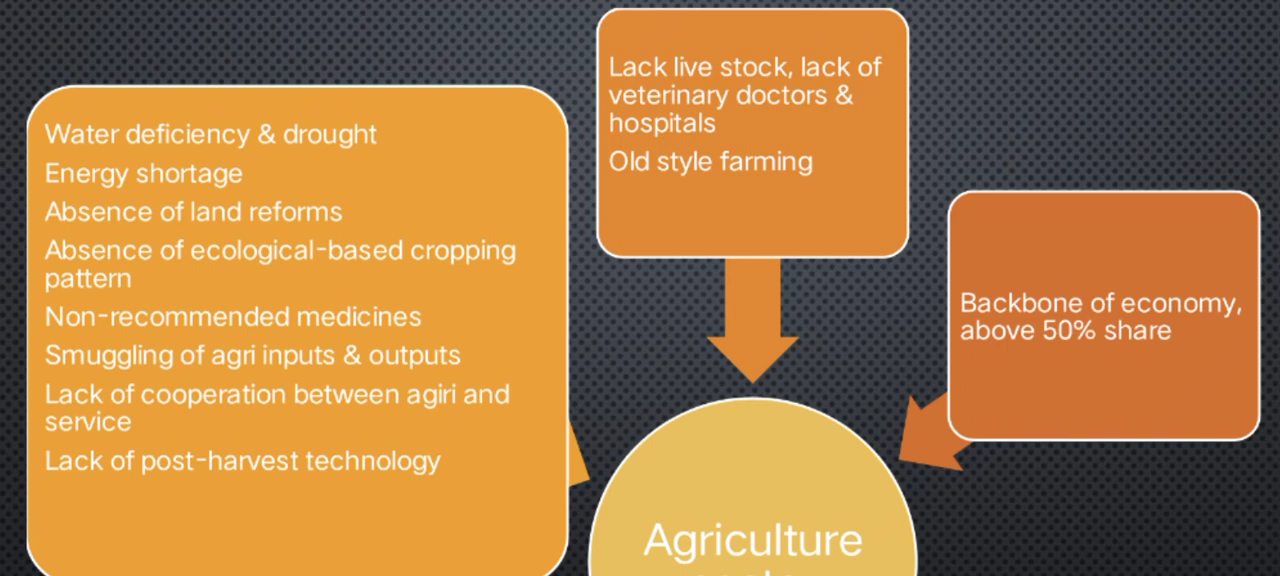 Water deficiency & drought
Energy shortage
Absence of land reforms
Absence of ecological-based cropping
pattern
Non-recommended medicines
Smuggling of agri inputs & outputs
Lack of cooperation between agiri and
service
Lack of post-harvest technology
Lack live stock, lack of
veterinary doctors &
hospitals
Old style farming
Backbone of economy,
above 50% share
Agriculture